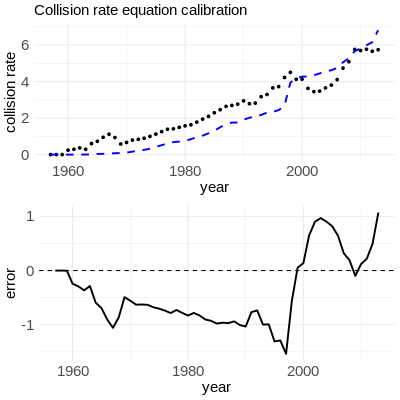 Collision rate equation calibration
collision rate
6
4
2
0
1960
1980
2000
year
error
1
0
-1
1960
1980
2000
year